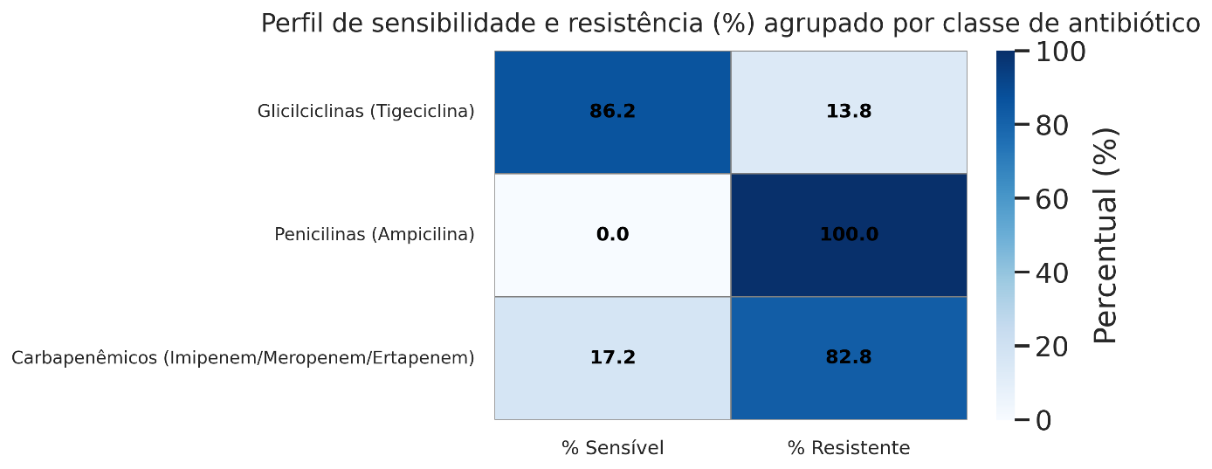 Perfil de sensibilidade e resistência (%) agrupado por classe de antibiótico
Glicilciclinas (Tigeciclina)
86.2
13.8
Penicilinas (Ampicilina)
0.0
100.0
Carbapenêmicos (Imipenem/Meropenem/Ertapenem)
17.2
82.8
% Sensível
% Resistente
100
80
60
40
20
0
Percentual (%)